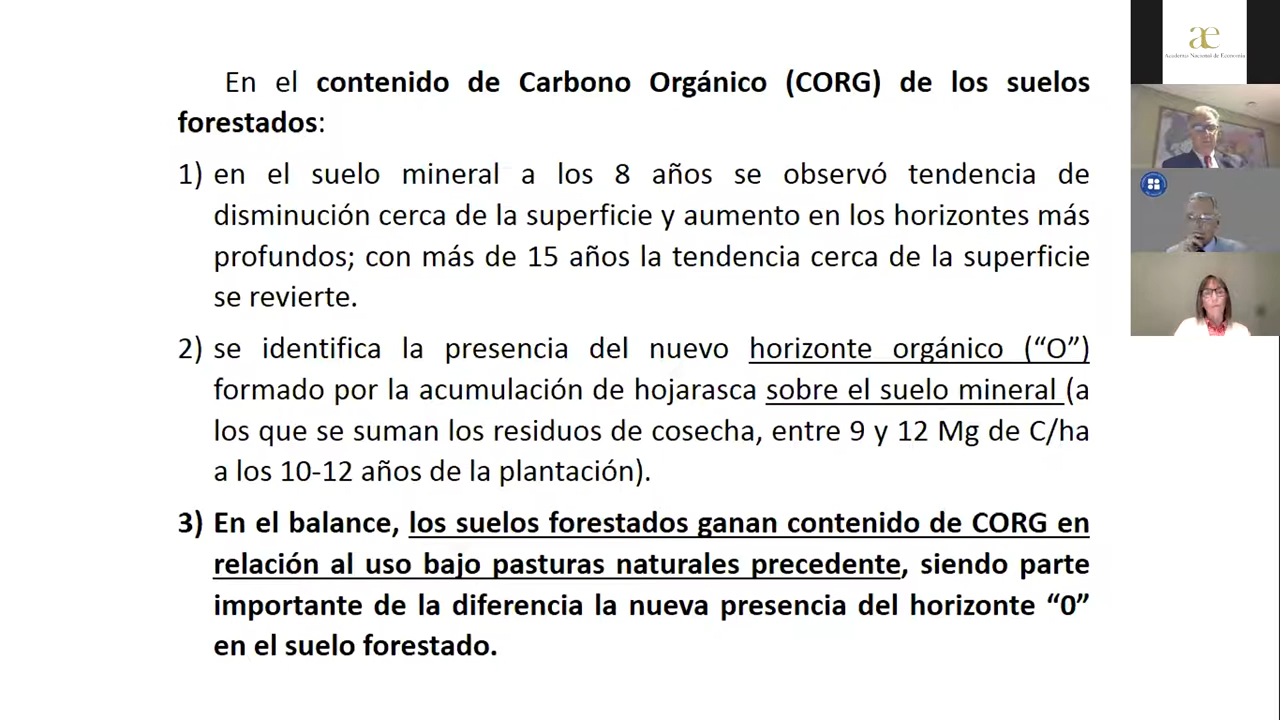 En el contenido de Carbono Orgánico (CORG) de los suelos
forestados:
1) en el suelo mineral a los 8 años se observó tendencia de
disminución cerca de la superficie y aumento en los horizontes más
profundos; con más de 15 años la tendencia cerca de la superficie
se revierte.
2) se identifica la presencia del nuevo horizonte orgánico (“O”)
formado por la acumulación de hojarasca sobre el suelo mineral (a
los que se suman los residuos de cosecha, entre 9 y 12 Mg de C/ha
a los 10-12 años de la plantación).
3) En el balance, los suelos forestados ganan contenido de CORG en
relación al uso bajo pasturas naturales precedente, siendo parte
importante de la diferencia la nueva presencia del horizonte “0”
en el suelo forestado.
ae
Academia Nacional de Economía